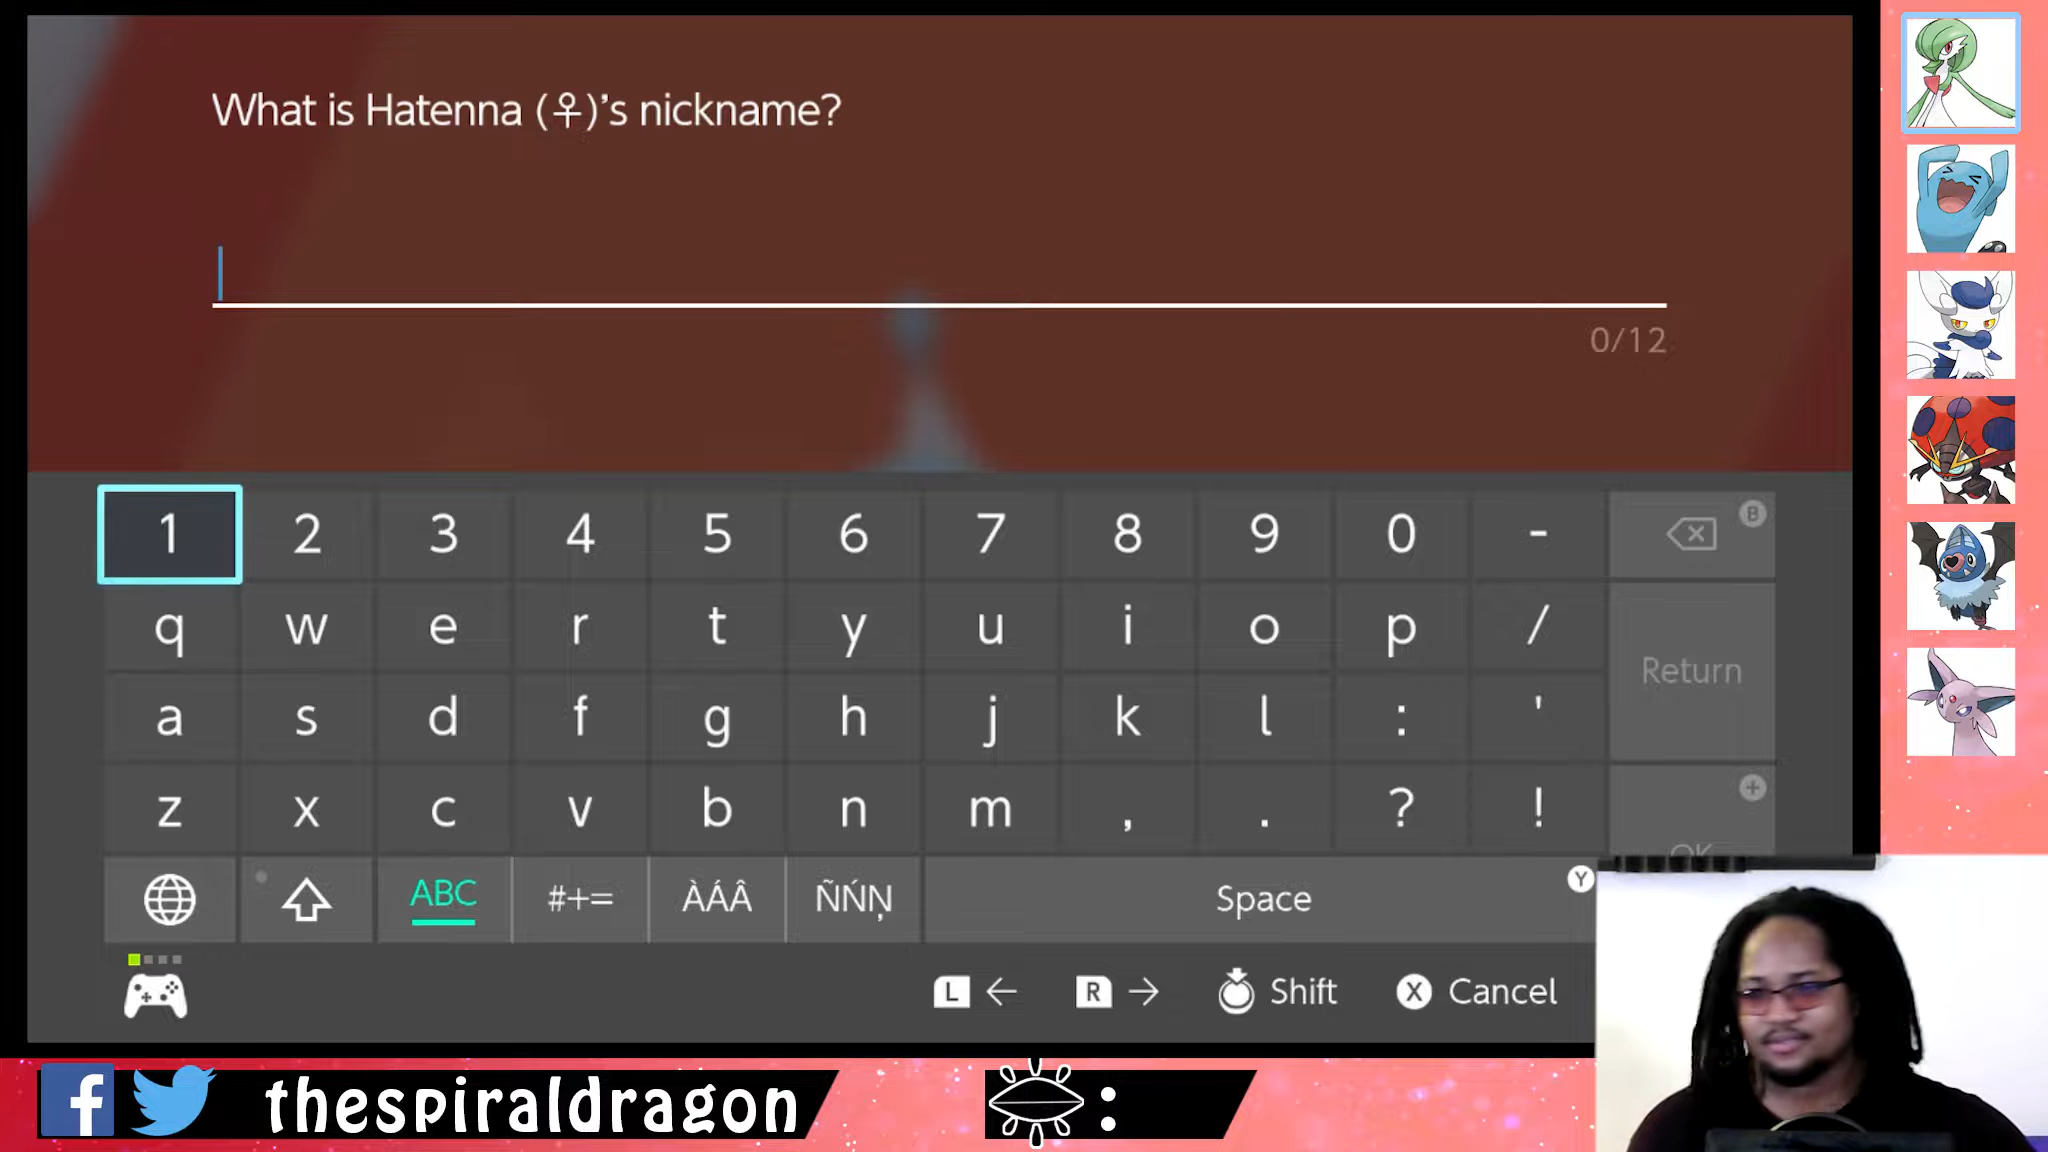 What is Hatenna (♀)'s nickname?
0/12
1 2 3 4 5 6 7 8 9 0 - B
q w e r t y u i o p /
Return
a s d f g h j k l : '
z x c v b n m , . ? ! +
OK
ABC #+= ÀÁÂ ÑŃŅ Space Y
L ← R → Shift X Cancel
f thespiraldragon :